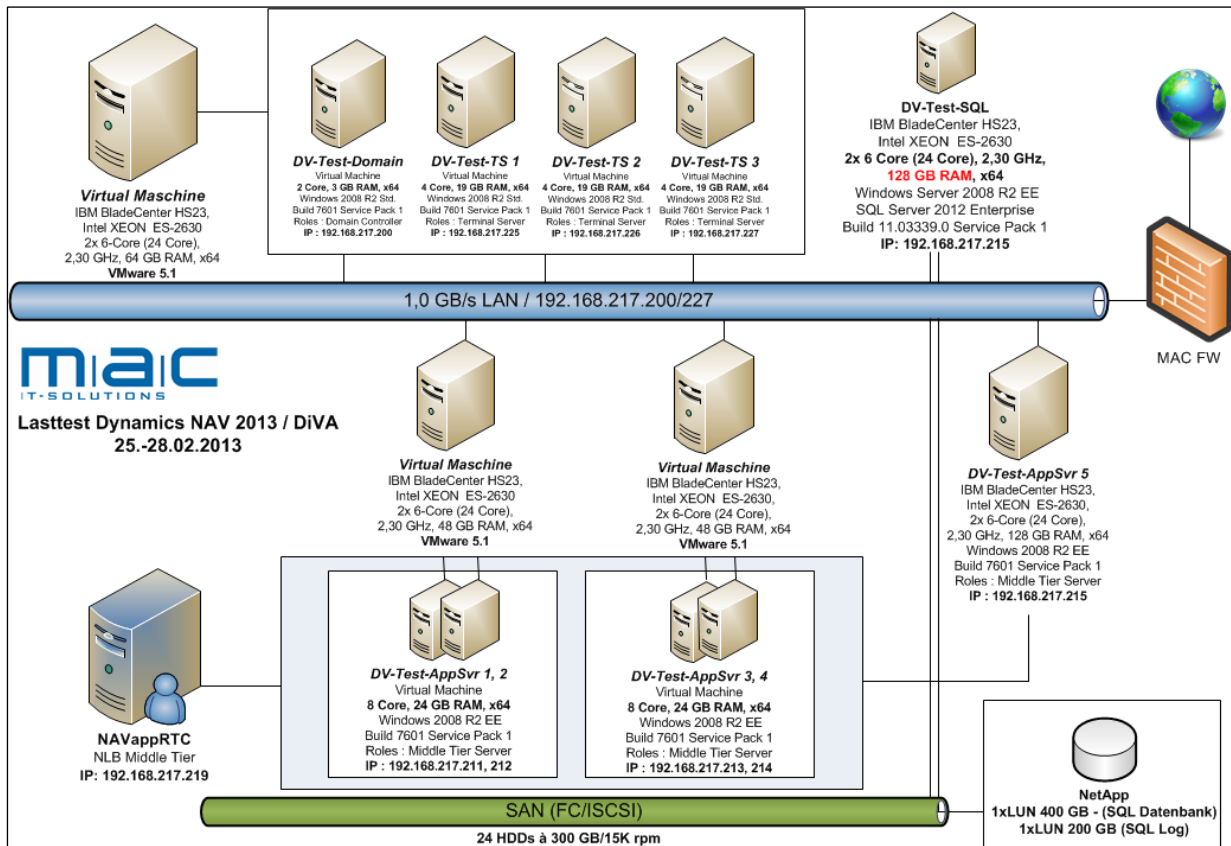 Virtual Maschine
IBM BladeCenter HS23,
Intel XEON ES-2630
2x 6-Core (24 Core),
2,30 GHz, 64 GB RAM, x64
VMware 5.1
DV-Test-Domain
Virtual Machine
2 Core, 3 GB RAM, x64
Windows 2008 R2 Std.
Build 7601 Service Pack 1
Roles : Domain Controller
IP : 192.168.217.200
DV-Test-TS 1
Virtual Machine
4 Core, 19 GB RAM, x64
Windows 2008 R2 Std.
Build 7601 Service Pack 1
Roles : Terminal Server
IP : 192.168.217.225
DV-Test-TS 2
Virtual Machine
4 Core, 19 GB RAM, x64
Windows 2008 R2 Std.
Build 7601 Service Pack 1
Roles : Terminal Server
IP : 192.168.217.226
DV-Test-TS 3
Virtual Machine
4 Core, 19 GB RAM, x64
Windows 2008 R2 Std.
Build 7601 Service Pack 1
Roles : Terminal Server
IP : 192.168.217.227
DV-Test-SQL
IBM BladeCenter HS23,
Intel XEON ES-2630
2x 6 Core (24 Core), 2,30 GHz,
128 GB RAM, x64
Windows Server 2008 R2 EE
SQL Server 2012 Enterprise
Build 11.03339.0 Service Pack 1
IP: 192.168.217.215
1,0 GB/s LAN / 192.168.217.200/227
MAC FW
m|a|c
IT-SOLUTIONS
Lasttest Dynamics NAV 2013 / DiVA
25.-28.02.2013
Virtual Maschine
IBM BladeCenter HS23,
Intel XEON ES-2630,
2x 6-Core (24 Core),
2,30 GHz, 48 GB RAM, x64
VMware 5.1
Virtual Maschine
IBM BladeCenter HS23,
Intel XEON ES-2630,
2x 6-Core (24 Core),
2,30 GHz, 48 GB RAM, x64
VMware 5.1
DV-Test-AppSvr 5
IBM BladeCenter HS23,
Intel XEON ES-2630,
2x 6-Core (24 Core),
2,30 GHz, 128 GB RAM, x64
Windows 2008 R2 EE
Build 7601 Service Pack 1
Roles : Middle Tier Server
IP : 192.168.217.215
NAVappRTC
NLB Middle Tier
IP: 192.168.217.219
DV-Test-AppSvr 1, 2
Virtual Machine
8 Core, 24 GB RAM, x64
Windows 2008 R2 EE
Build 7601 Service Pack 1
Roles : Middle Tier Server
IP : 192.168.217.211, 212
DV-Test-AppSvr 3, 4
Virtual Machine
8 Core, 24 GB RAM, x64
Windows 2008 R2 EE
Build 7601 Service Pack 1
Roles : Middle Tier Server
IP : 192.168.217.213, 214
NetApp
1xLUN 400 GB - (SQL Datenbank)
1xLUN 200 GB (SQL Log)
SAN (FC/ISCSI)
24 HDDs à 300 GB/15K rpm